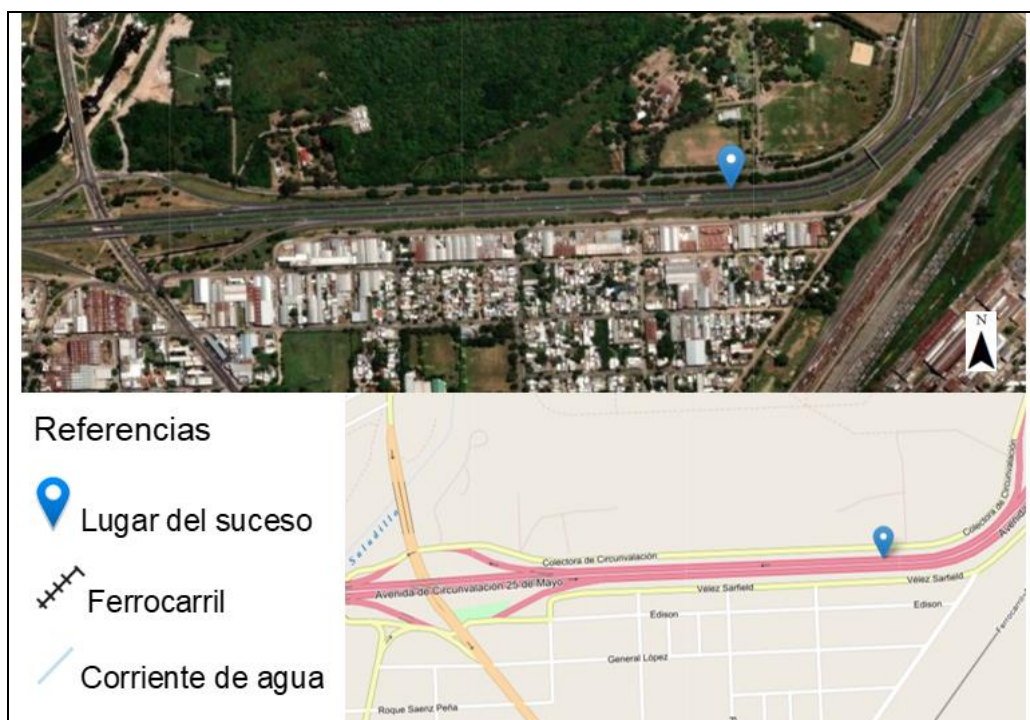 N
Referencias
Lugar del suceso
Ferrocarril
Corriente de agua
Saladillo
Colectora de Circunvalación
Avenida
Colectora de Circunvalación
Avenida de Circunvalación 25 de Mayo
Vélez Sarfield
Vélez Sarfield
Edison
Edison
Ferrocarril
General López
Roque Saenz Peña